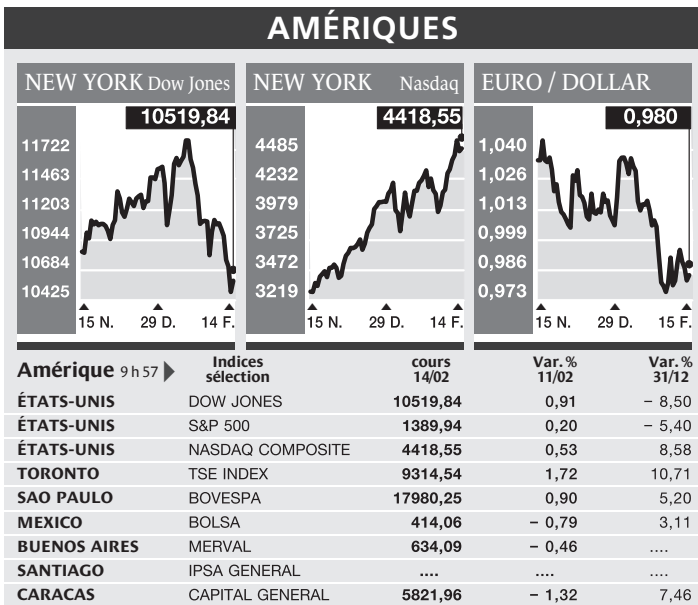 AMÉRIQUES
NEW YORK Dow Jones
10519,84
11722
11463
11203
10944
10684
10425
15 N. 29 D. 14 F.
NEW YORK Nasdaq
4418,55
4485
4232
3979
3725
3472
3219
15 N. 29 D. 14 F.
EURO / DOLLAR
0,980
1,040
1,026
1,013
0,999
0,986
0,973
15 N. 29 D. 15 F.
Amérique 9h57 Indices sélection cours 14/02 Var. % 11/02 Var. % 31/12
ÉTATS-UNIS DOW JONES 10519,84 0,91 – 8,50
ÉTATS-UNIS S&P 500 1389,94 0,20 – 5,40
ÉTATS-UNIS NASDAQ COMPOSITE 4418,55 0,53 8,58
TORONTO TSE INDEX 9314,54 1,72 10,71
SAO PAULO BOVESPA 17980,25 0,90 5,20
MEXICO BOLSA 414,06 – 0,79 3,11
BUENOS AIRES MERVAL 634,09 – 0,46 ....
SANTIAGO IPSA GENERAL .... .... ....
CARACAS CAPITAL GENERAL 5821,96 – 1,32 7,46